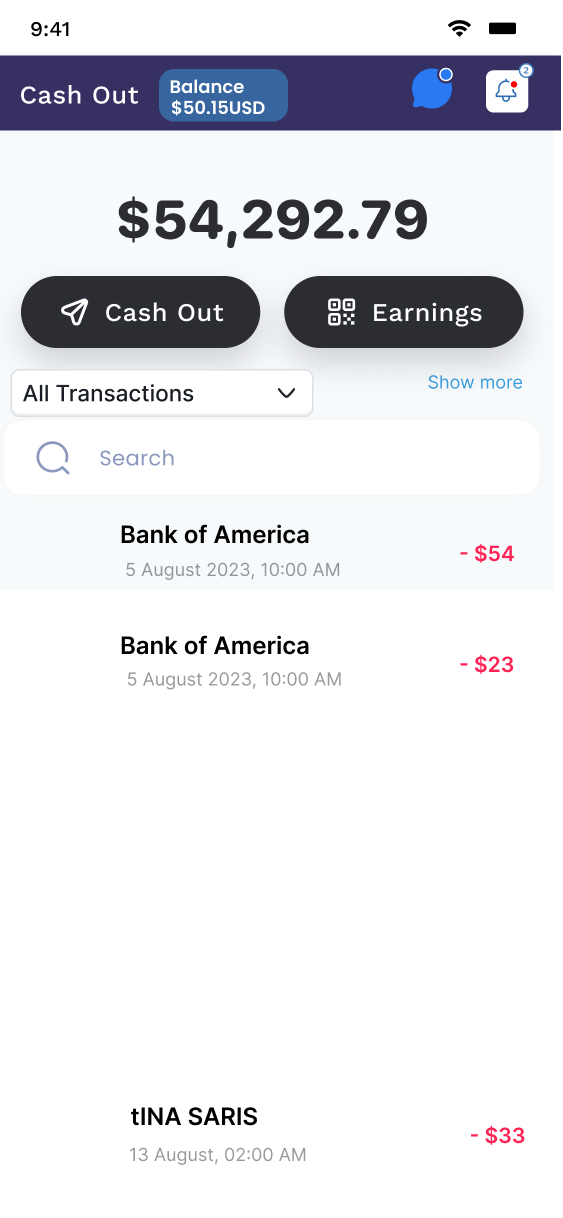 9:41
Cash Out
Balance
$50.15USD
2
$54,292.79
Cash Out
Earnings
All Transactions
Show more
Search
Bank of America
5 August 2023, 10:00 AM
- $54
Bank of America
5 August 2023, 10:00 AM
- $23
tINA SARIS
13 August, 02:00 AM
- $33